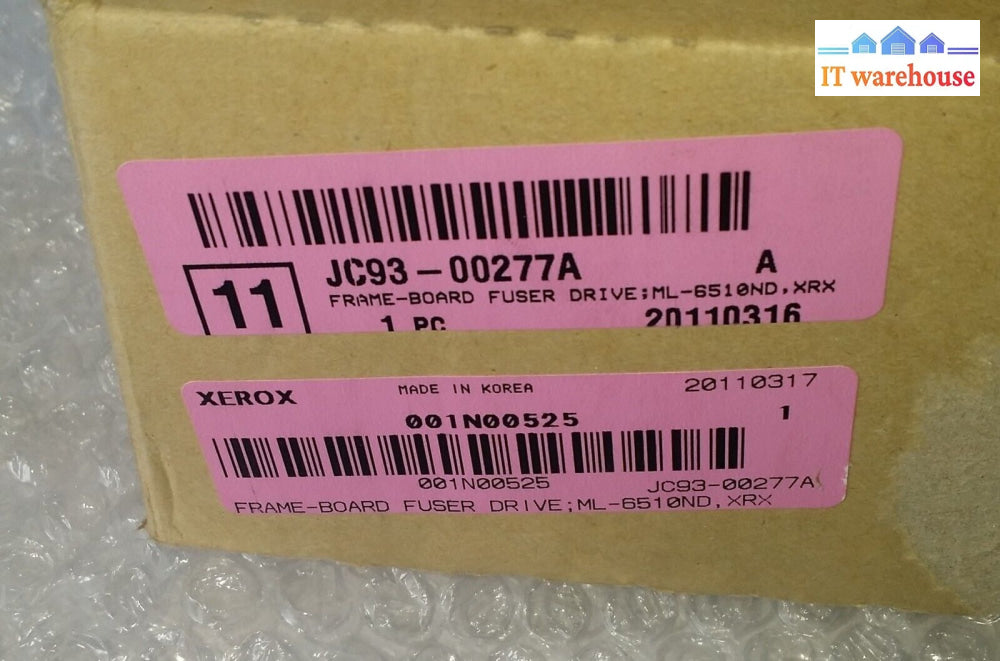 IT warehouse
JC93-00277A A
11
FRAME-BOARD FUSER DRIVE;ML-6510ND,XRX
1 PC 20110316
XEROX MADE IN KOREA 20110317
001N00525 1
001N00525 JC93-00277A
FRAME-BOARD FUSER DRIVE;ML-6510ND,XRX